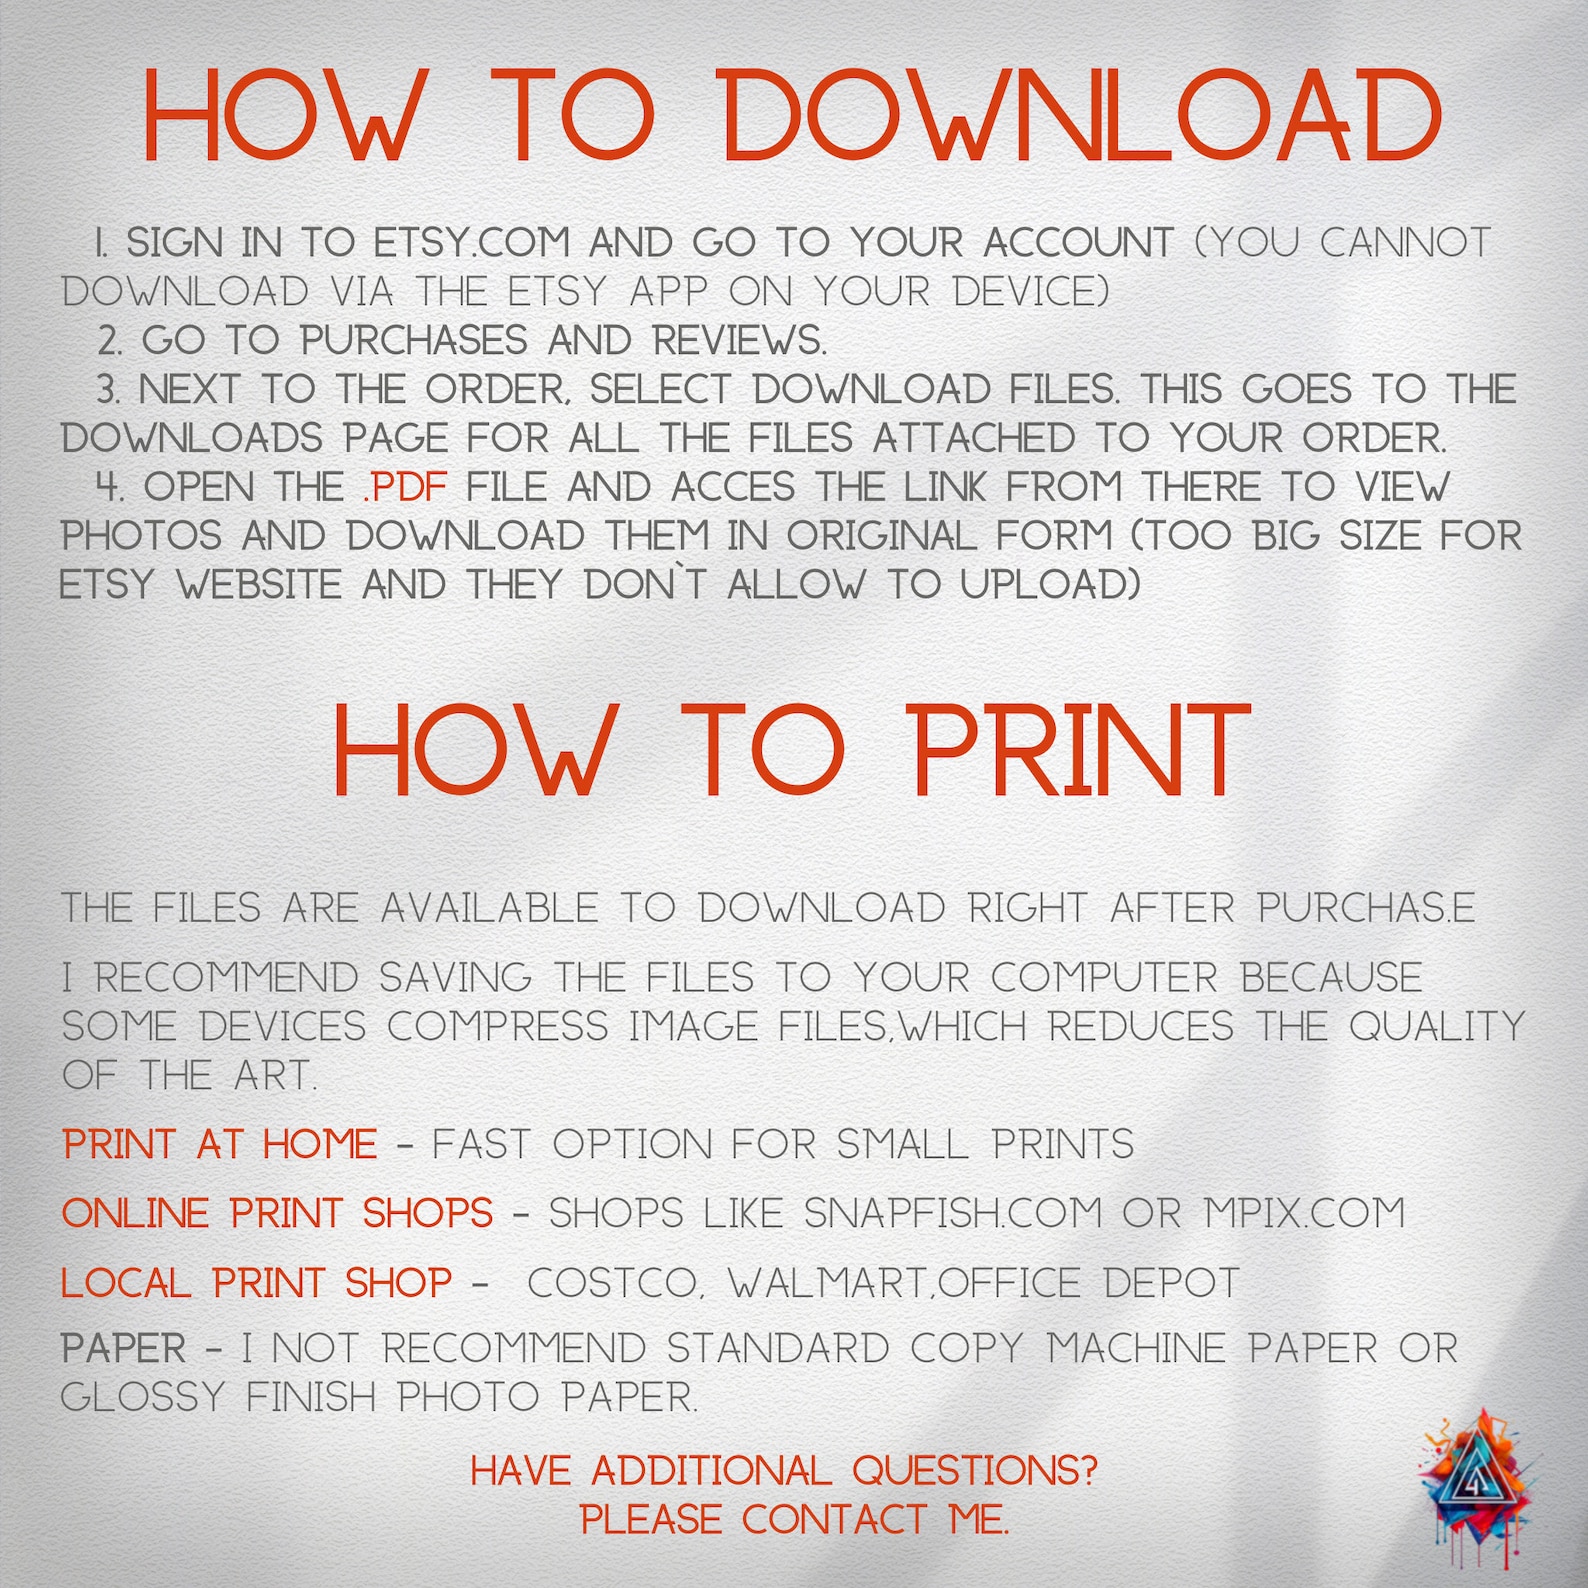 HOW TO DOWNLOAD
1. SIGN IN TO ETSY.COM AND GO TO YOUR ACCOUNT (YOU CANNOT
DOWNLOAD VIA THE ETSY APP ON YOUR DEVICE)
2. GO TO PURCHASES AND REVIEWS.
3. NEXT TO THE ORDER, SELECT DOWNLOAD FILES. THIS GOES TO THE
DOWNLOADS PAGE FOR ALL THE FILES ATTACHED TO YOUR ORDER.
4. OPEN THE .PDF FILE AND ACCES THE LINK FROM THERE TO VIEW
PHOTOS AND DOWNLOAD THEM IN ORIGINAL FORM (TOO BIG SIZE FOR
ETSY WEBSITE AND THEY DON`T ALLOW TO UPLOAD)
HOW TO PRINT
THE FILES ARE AVAILABLE TO DOWNLOAD RIGHT AFTER PURCHAS.E
I RECOMMEND SAVING THE FILES TO YOUR COMPUTER BECAUSE
SOME DEVICES COMPRESS IMAGE FILES,WHICH REDUCES THE QUALITY
OF THE ART.
PRINT AT HOME - FAST OPTION FOR SMALL PRINTS
ONLINE PRINT SHOPS - SHOPS LIKE SNAPFISH.COM OR MPIX.COM
LOCAL PRINT SHOP - COSTCO, WALMART,OFFICE DEPOT
PAPER - I NOT RECOMMEND STANDARD COPY MACHINE PAPER OR
GLOSSY FINISH PHOTO PAPER.
HAVE ADDITIONAL QUESTIONS?
PLEASE CONTACT ME.
4